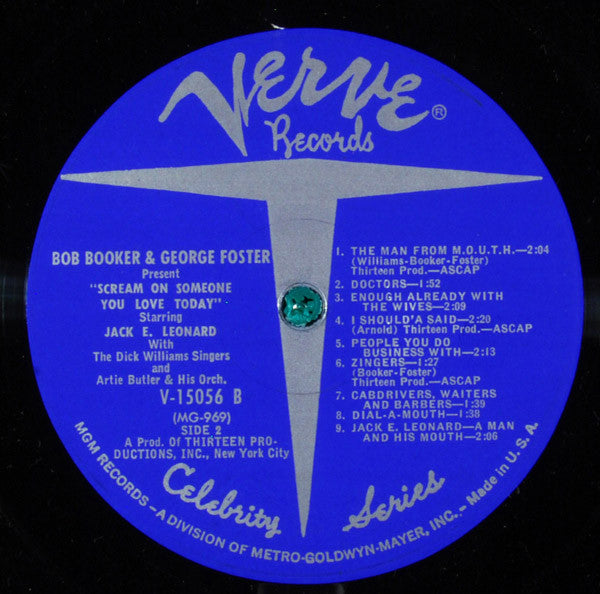 VERVE ®
Records
BOB BOOKER & GEORGE FOSTER
Present
"SCREAM ON SOMEONE
YOU LOVE TODAY"
Starring
JACK E. LEONARD
With
The Dick Williams Singers
and
Artie Butler & His Orch.
V-15056 B
(MG-969)
SIDE 2
A Prod. Of THIRTEEN PRO-
DUCTIONS, INC., New York City
1. THE MAN FROM M.O.U.T.H.—2:04
(Williams-Booker-Foster)
Thirteen Prod.—ASCAP
2. DOCTORS—1:52
3. ENOUGH ALREADY WITH
THE WIVES—2:09
4. I SHOULD'A SAID—2:20
(Arnold) Thirteen Prod.—ASCAP
5. PEOPLE YOU DO
BUSINESS WITH—2:13
6. ZINGERS—1:27
(Booker-Foster)
Thirteen Prod.—ASCAP
7. CABDRIVERS, WAITERS
AND BARBERS—1:39
8. DIAL-A-MOUTH—1:38
9. JACK E. LEONARD—A MAN
AND HIS MOUTH—2:06
Celebrity Series
MGM RECORDS – A DIVISION OF METRO-GOLDWYN-MAYER, INC. – Made in U.S.A.